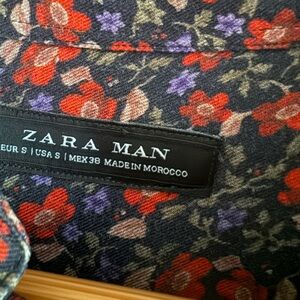 ZARA MAN
EUR S | USA S | MEX 38 MADE IN MOROCCO